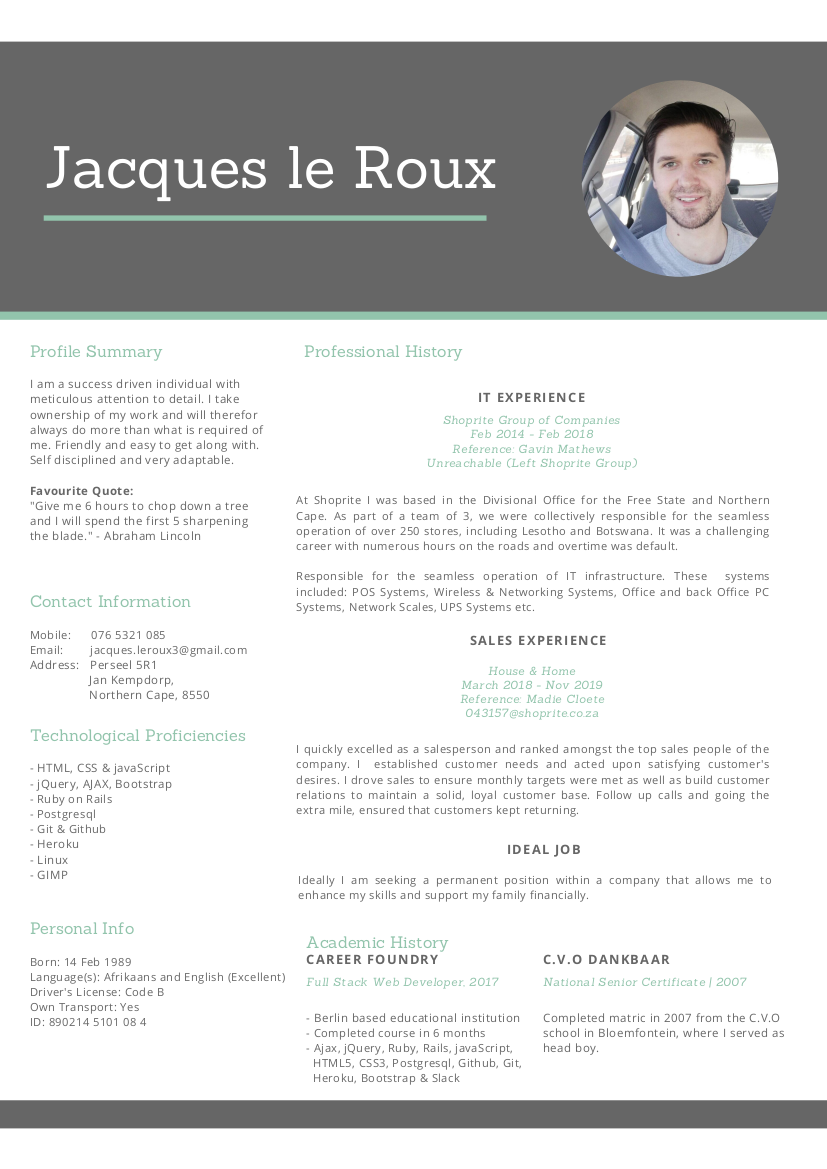 Jacques le Roux
Profile Summary
I am a success driven individual with
meticulous attention to detail. I take
ownership of my work and will therefor
always do more than what is required of
me. Friendly and easy to get along with.
Self disciplined and very adaptable.
Favourite Quote:
"Give me 6 hours to chop down a tree
and I will spend the first 5 sharpening
the blade." - Abraham Lincoln
Contact Information
Mobile: 076 5321 085
Email: jacques.leroux3@gmail.com
Address: Perseel 5R1
Jan Kempdorp,
Northern Cape, 8550
Technological Proficiencies
- HTML, CSS & javaScript
- jQuery, AJAX, Bootstrap
- Ruby on Rails
- Postgresql
- Git & Github
- Heroku
- Linux
- GIMP
Personal Info
Born: 14 Feb 1989
Language(s): Afrikaans and English (Excellent)
Driver's License: Code B
Own Transport: Yes
ID: 890214 5101 08 4
Professional History
IT EXPERIENCE
Shoprite Group of Companies
Feb 2014 - Feb 2018
Reference: Gavin Mathews
Unreachable (Left Shoprite Group)
At Shoprite I was based in the Divisional Office for the Free State and Northern
Cape. As part of a team of 3, we were collectively responsible for the seamless
operation of over 250 stores, including Lesotho and Botswana. It was a challenging
career with numerous hours on the roads and overtime was default.
Responsible for the seamless operation of IT infrastructure. These systems
included: POS Systems, Wireless & Networking Systems, Office and back Office PC
Systems, Network Scales, UPS Systems etc.
SALES EXPERIENCE
House & Home
March 2018 - Nov 2019
Reference: Madie Cloete
043157@shoprite.co.za
I quickly excelled as a salesperson and ranked amongst the top sales people of the
company. I established customer needs and acted upon satisfying customer's
desires. I drove sales to ensure monthly targets were met as well as build customer
relations to maintain a solid, loyal customer base. Follow up calls and going the
extra mile, ensured that customers kept returning.
IDEAL JOB
Ideally I am seeking a permanent position within a company that allows me to
enhance my skills and support my family financially.
Academic History
CAREER FOUNDRY
Full Stack Web Developer, 2017
- Berlin based educational institution
- Completed course in 6 months
- Ajax, jQuery, Ruby, Rails, javaScript,
HTML5, CSS3, Postgresql, Github, Git,
Heroku, Bootstrap & Slack
C.V.O DANKBAAR
National Senior Certificate | 2007
Completed matric in 2007 from the C.V.O
school in Bloemfontein, where I served as
head boy.